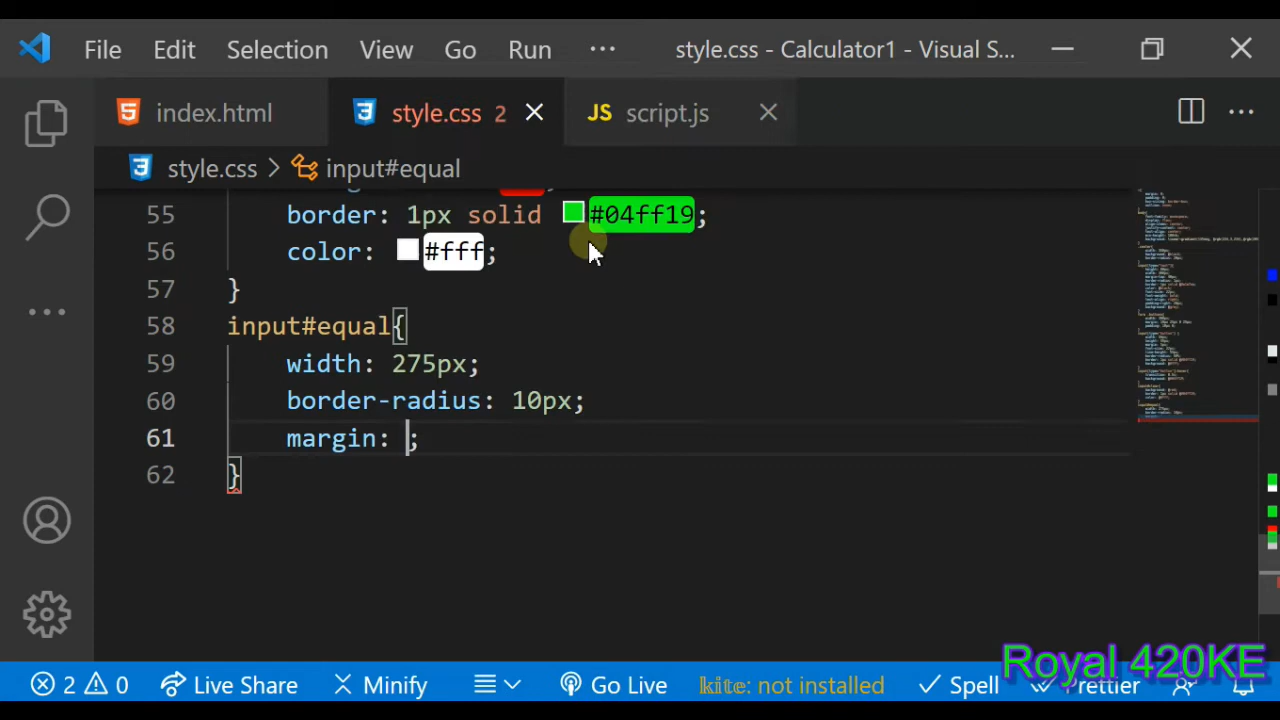 File Edit Selection View Go Run ··· style.css - Calculator1 - Visual S...
index.html style.css 2 JS script.js
style.css > input#equal
55 border: 1px solid #04ff19;
56 color: #fff;
57 }
58 input#equal{
59 width: 275px;
60 border-radius: 10px;
61 margin: ;
62 }
Royal 420KE
2 0 Live Share Minify Go Live kite: not installed Spell Prettier